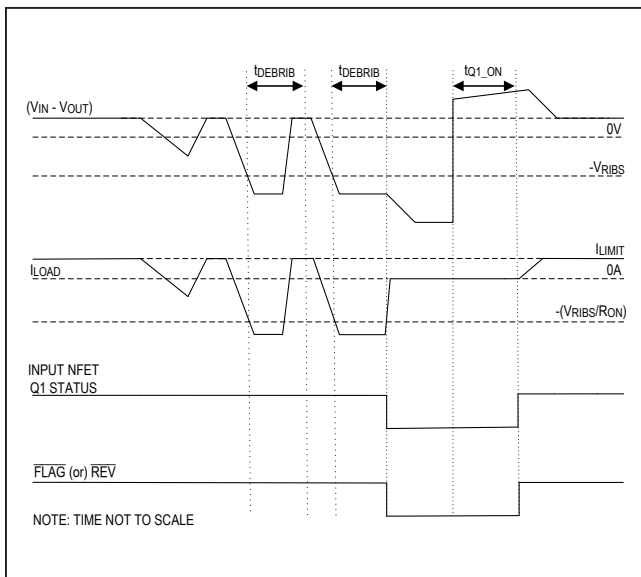 tDEBRIB
tDEBRIB
tQ1_ON
(VIN - VOUT)
0V
-VRIBS
ILIMIT
ILOAD
0A
-(VRIBS/RON)
INPUT NFET
Q1 STATUS
FLAG (or) REV
NOTE: TIME NOT TO SCALE